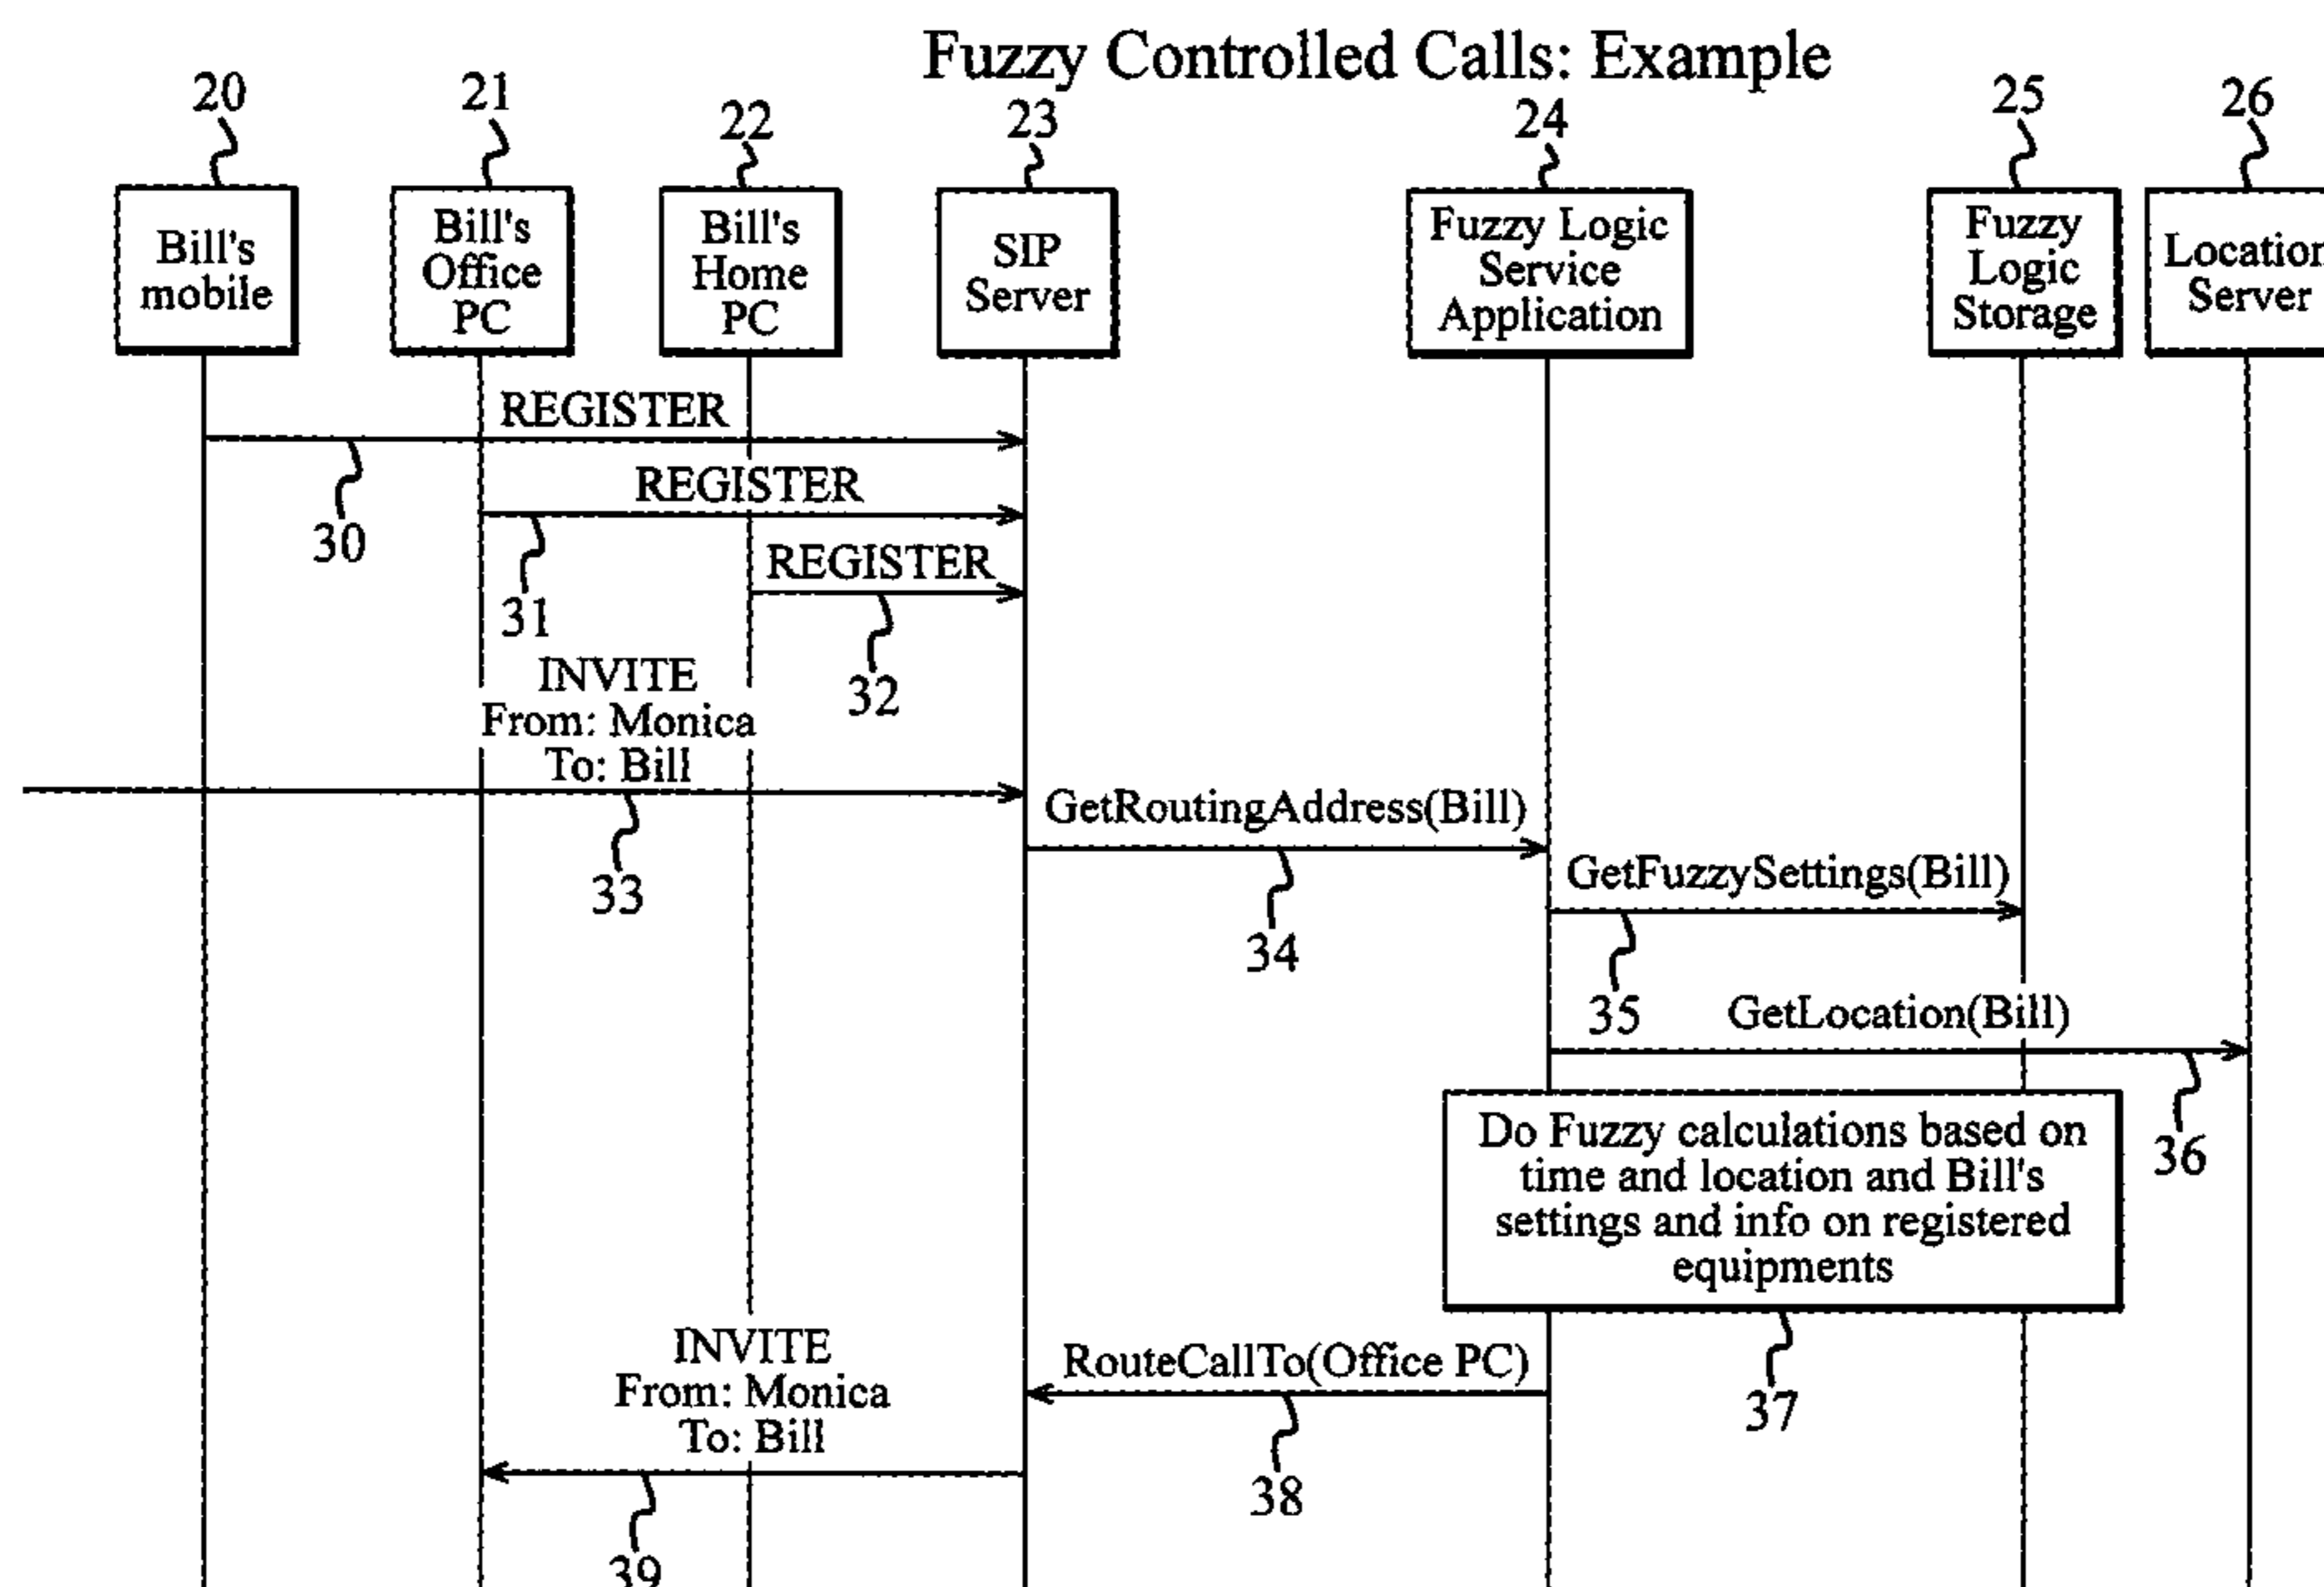 Fuzzy Controlled Calls: Example
20
21
22
23
24
25
26
Bill's
mobile
Bill's
Office
PC
Bill's
Home
PC
SIP
Server
Fuzzy Logic
Service
Application
Fuzzy
Logic
Storage
Location
Server
REGISTER
30
REGISTER
31
REGISTER
32
INVITE
From: Monica
To: Bill
33
GetRoutingAddress(Bill)
34
GetFuzzySettings(Bill)
35
GetLocation(Bill)
36
Do Fuzzy calculations based on
time and location and Bill's
settings and info on registered
equipments
37
RouteCallTo(Office PC)
38
INVITE
From: Monica
To: Bill
39